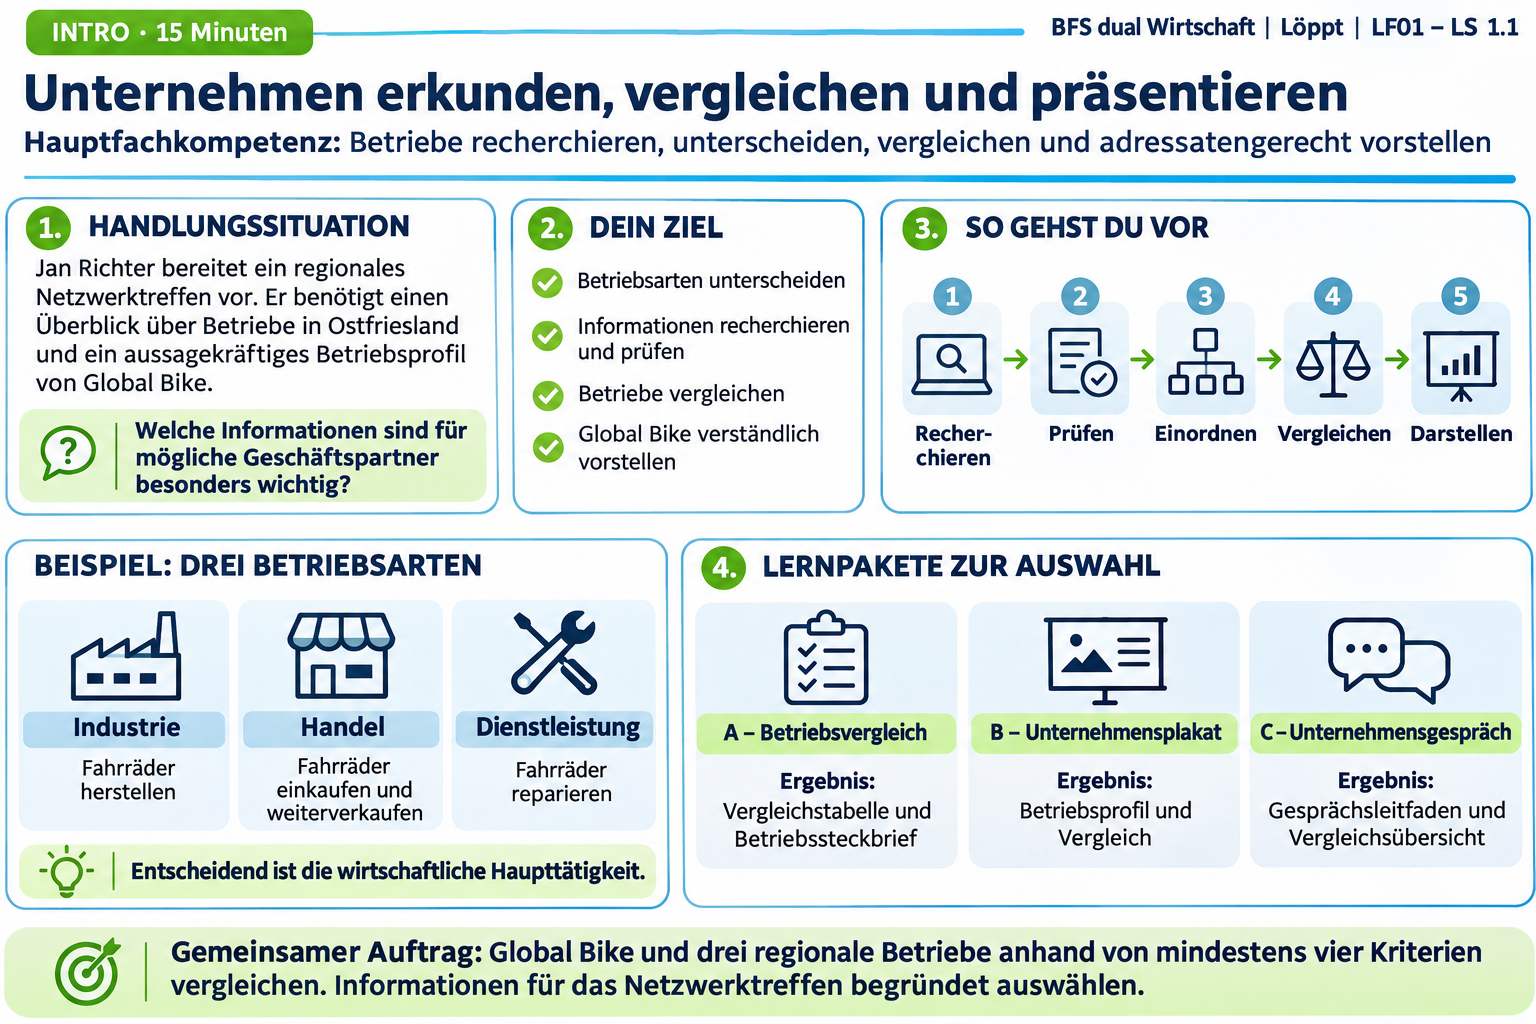 INTRO · 15 Minuten
BFS dual Wirtschaft | Löppt | LF01 – LS 1.1
Unternehmen erkunden, vergleichen und präsentieren
Hauptfachkompetenz: Betriebe recherchieren, unterscheiden, vergleichen und adressatengerecht vorstellen
1. HANDLUNGSSITUATION
Jan Richter bereitet ein regionales
Netzwerktreffen vor. Er benötigt einen
Überblick über Betriebe in Ostfriesland
und ein aussagekräftiges Betriebsprofil
von Global Bike.
?
Welche Informationen sind für
mögliche Geschäftspartner
besonders wichtig?
2. DEIN ZIEL
Betriebsarten unterscheiden
Informationen recherchieren
und prüfen
Betriebe vergleichen
Global Bike verständlich
vorstellen
3. SO GEHST DU VOR
1
Recher-
chieren
2
Prüfen
3
Einordnen
4
Vergleichen
5
Darstellen
BEISPIEL: DREI BETRIEBSARTEN
Industrie
Fahrräder
herstellen
Handel
Fahrräder
einkaufen und
weiterverkaufen
Dienstleistung
Fahrräder
reparieren
Entscheidend ist die wirtschaftliche Haupttätigkeit.
4. LERNPAKETE ZUR AUSWAHL
A – Betriebsvergleich
Ergebnis:
Vergleichstabelle und
Betriebssteckbrief
B – Unternehmensplakat
Ergebnis:
Betriebsprofil und
Vergleich
C – Unternehmensgespräch
Ergebnis:
Gesprächsleitfaden und
Vergleichsübersicht
Gemeinsamer Auftrag: Global Bike und drei regionale Betriebe anhand von mindestens vier Kriterien
vergleichen. Informationen für das Netzwerktreffen begründet auswählen.